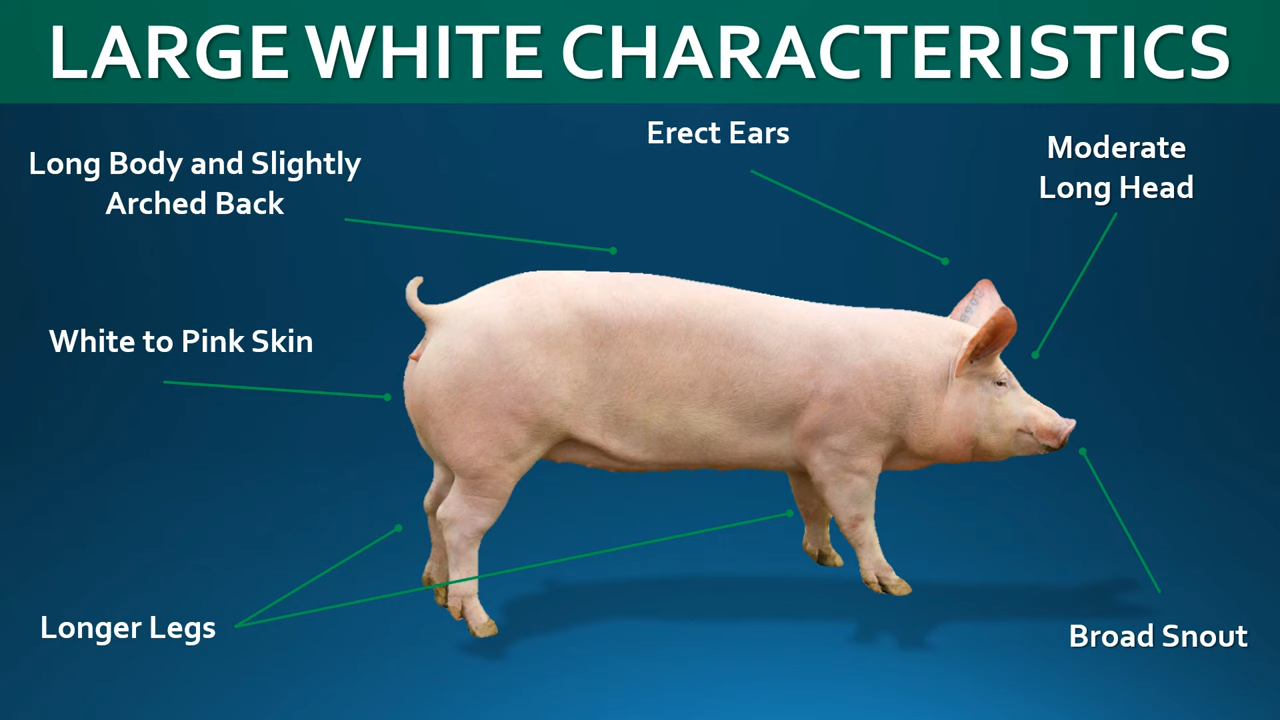 LARGE WHITE CHARACTERISTICS
Erect Ears
Moderate
Long Head
Long Body and Slightly
Arched Back
White to Pink Skin
Longer Legs
Broad Snout